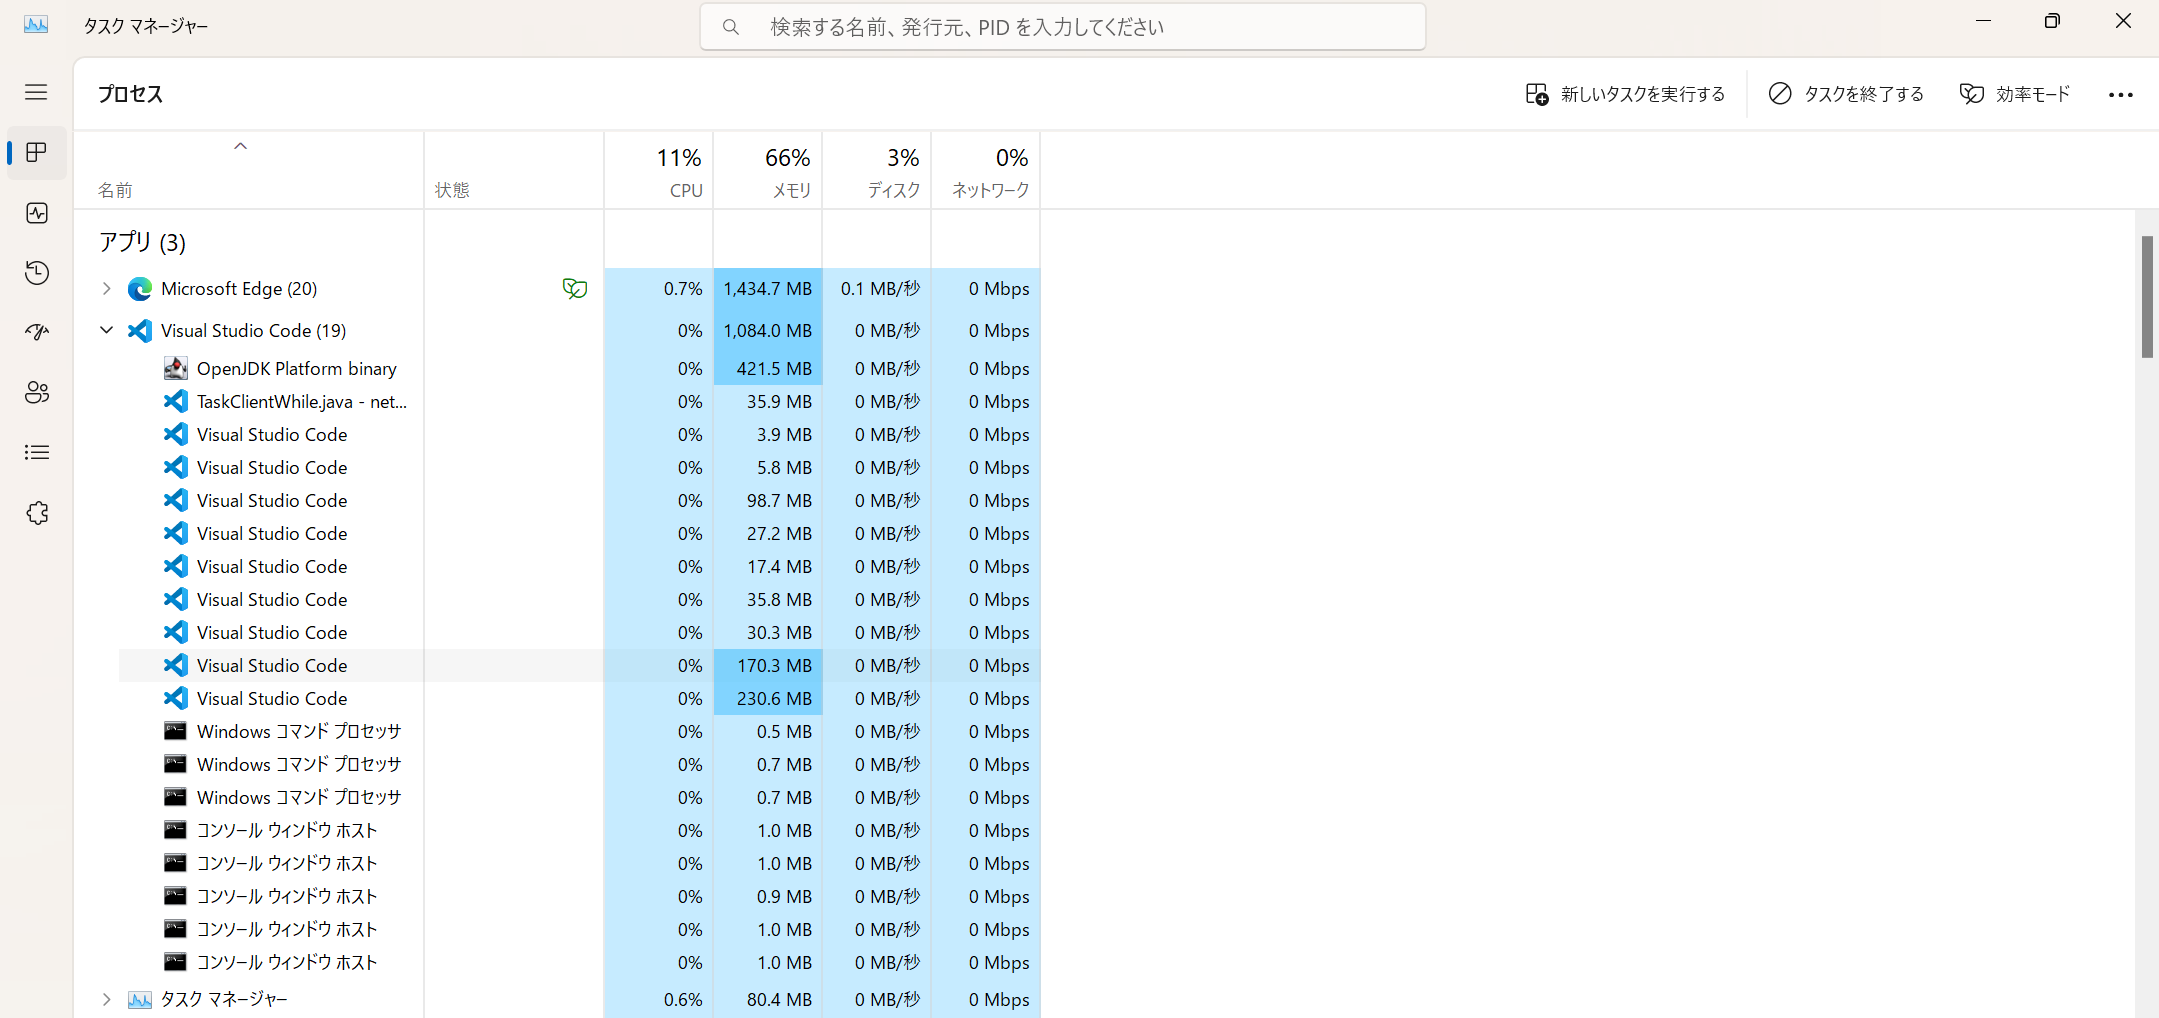 タスク マネージャー
検索する名前、発行元、PID を入力してください
プロセス
新しいタスクを実行する
タスクを終了する
効率モード
11% 66% 3% 0%
名前 状態 CPU メモリ ディスク ネットワーク
アプリ (3)
Microsoft Edge (20) 0.7% 1,434.7 MB 0.1 MB/秒 0 Mbps
Visual Studio Code (19) 0% 1,084.0 MB 0 MB/秒 0 Mbps
OpenJDK Platform binary 0% 421.5 MB 0 MB/秒 0 Mbps
TaskClientWhile.java - net... 0% 35.9 MB 0 MB/秒 0 Mbps
Visual Studio Code 0% 3.9 MB 0 MB/秒 0 Mbps
Visual Studio Code 0% 5.8 MB 0 MB/秒 0 Mbps
Visual Studio Code 0% 98.7 MB 0 MB/秒 0 Mbps
Visual Studio Code 0% 27.2 MB 0 MB/秒 0 Mbps
Visual Studio Code 0% 17.4 MB 0 MB/秒 0 Mbps
Visual Studio Code 0% 35.8 MB 0 MB/秒 0 Mbps
Visual Studio Code 0% 30.3 MB 0 MB/秒 0 Mbps
Visual Studio Code 0% 170.3 MB 0 MB/秒 0 Mbps
Visual Studio Code 0% 230.6 MB 0 MB/秒 0 Mbps
Windows コマンド プロセッサ 0% 0.5 MB 0 MB/秒 0 Mbps
Windows コマンド プロセッサ 0% 0.7 MB 0 MB/秒 0 Mbps
Windows コマンド プロセッサ 0% 0.7 MB 0 MB/秒 0 Mbps
コンソール ウィンドウ ホスト 0% 1.0 MB 0 MB/秒 0 Mbps
コンソール ウィンドウ ホスト 0% 1.0 MB 0 MB/秒 0 Mbps
コンソール ウィンドウ ホスト 0% 0.9 MB 0 MB/秒 0 Mbps
コンソール ウィンドウ ホスト 0% 1.0 MB 0 MB/秒 0 Mbps
コンソール ウィンドウ ホスト 0% 1.0 MB 0 MB/秒 0 Mbps
タスク マネージャー 0.6% 80.4 MB 0 MB/秒 0 Mbps